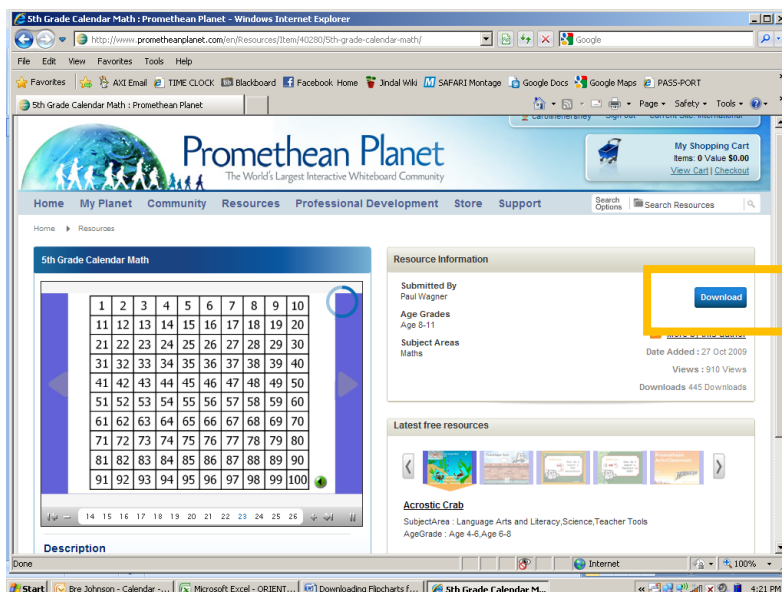 5th Grade Calendar Math : Promethean Planet - Windows Internet Explorer
http://www.prometheanplanet.com/en/Resources/Item/40280/5th-grade-calendar-math/
Google
File Edit View Favorites Tools Help
Favorites AXI Email TIME CLOCK Blackboard Facebook Home Jindal Wiki SAFARI Montage Google Docs Google Maps PASS-PORT
5th Grade Calendar Math : Promethean Planet
Page Safety Tools
Sign out Current Site: International
Promethean Planet
The World's Largest Interactive Whiteboard Community
My Shopping Cart
Items: 0 Value $0.00
View Cart | Checkout
Home My Planet Community Resources Professional Development Store Support
Search Options
Search Resources
Home Resources
5th Grade Calendar Math
1 2 3 4 5 6 7 8 9 10
11 12 13 14 15 16 17 18 19 20
21 22 23 24 25 26 27 28 29 30
31 32 33 34 35 36 37 38 39 40
41 42 43 44 45 46 47 48 49 50
51 52 53 54 55 56 57 58 59 60
61 62 63 64 65 66 67 68 69 70
71 72 73 74 75 76 77 78 79 80
81 82 83 84 85 86 87 88 89 90
91 92 93 94 95 96 97 98 99 100
14 15 16 17 18 19 20 21 22 23 24 25 26
Description
Resource Information
Submitted By
Paul Wagner
Age Grades
Age 8-11
Subject Areas
Maths
Download
More by this author
Date Added : 27 Oct 2009
Views : 910 Views
Downloads 445 Downloads
Latest free resources
Acrostic Crab
SubjectArea : Language Arts and Literacy,Science,Teacher Tools
AgeGrade : Age 4-6,Age 6-8
Done
Internet
100%
Start
Bre Johnson - Calendar -...
Microsoft Excel - ORIENT...
Downloading Flipcharts f...
5th Grade Calendar M...
4:21 PM